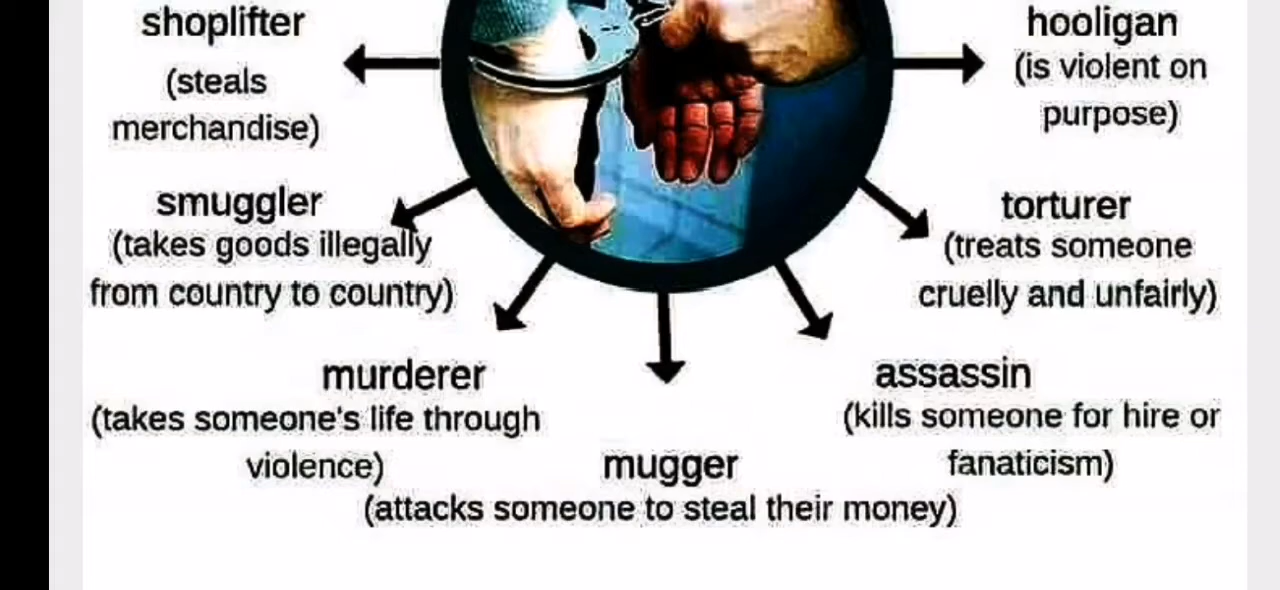 shoplifter
(steals
merchandise)
hooligan
(is violent on
purpose)
smuggler
(takes goods illegally
from country to country)
torturer
(treats someone
cruelly and unfairly)
murderer
(takes someone's life through
violence)
assassin
(kills someone for hire or
fanaticism)
mugger
(attacks someone to steal their money)